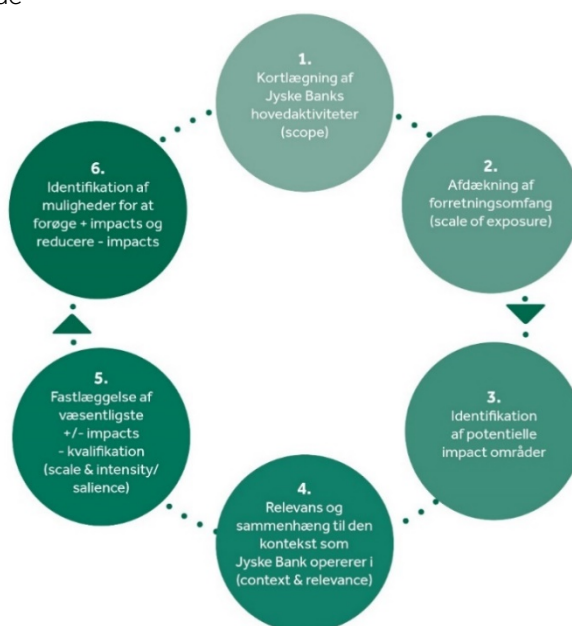 1.
Kortlægning af
Jyske Banks
hovedaktiviteter
(scope)
2.
Afdækning af
forretningsomfang
(scale of exposure)
3.
Identifikation
af potentielle
impact områder
4.
Relevans og
sammenhæng til den
kontekst som
Jyske Bank opererer i
(context & relevance)
5.
Fastlæggelse af
væsentligste
+/- impacts
- kvalifikation
(scale & intensity/
salience)
6.
Identifikation af
muligheder for at
forøge + impacts og
reducere - impacts